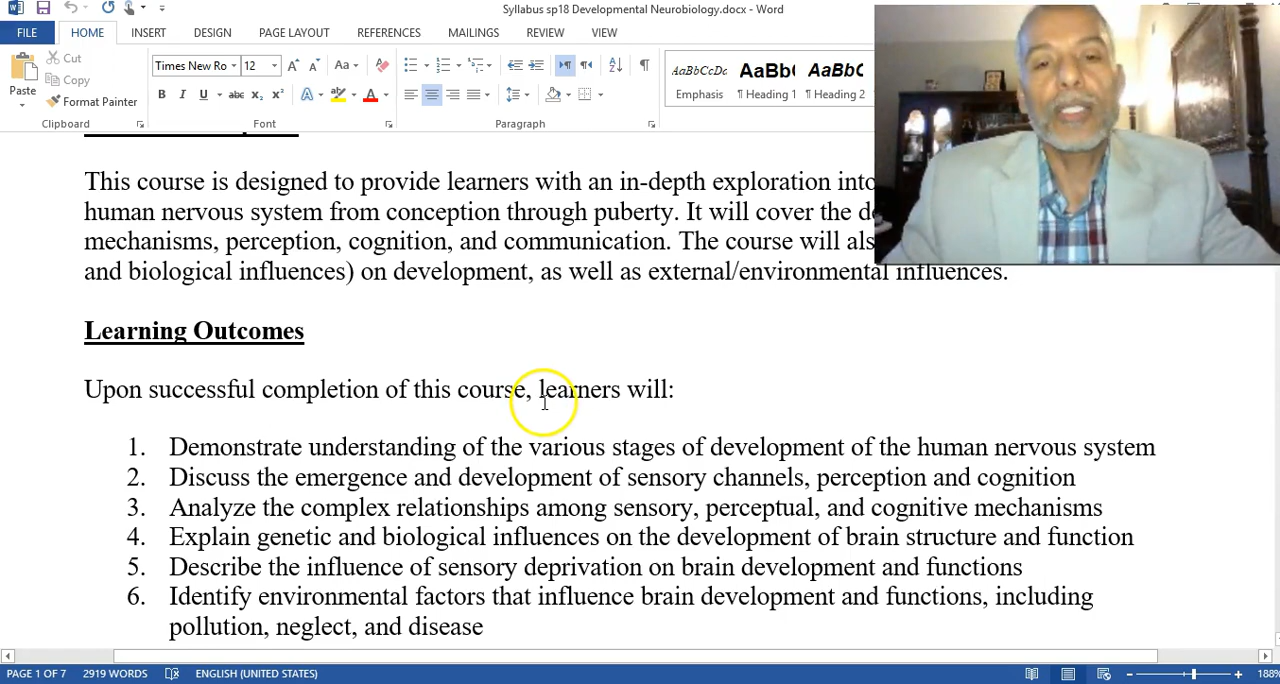 Syllabus sp18 Developmental Neurobiology.docx - Word
FILE HOME INSERT DESIGN PAGE LAYOUT REFERENCES MAILINGS REVIEW VIEW
Cut
Copy
Format Painter
Paste
Clipboard
Times New Ro 12
Font
Paragraph
AaBbCcDc AaBb( AaBbC
Emphasis ¶ Heading 1 ¶ Heading 2
This course is designed to provide learners with an in-depth exploration into
human nervous system from conception through puberty. It will cover the
mechanisms, perception, cognition, and communication. The course will
and biological influences) on development, as well as external/environmental influences.
Learning Outcomes
Upon successful completion of this course, learners will:
1. Demonstrate understanding of the various stages of development of the human nervous system
2. Discuss the emergence and development of sensory channels, perception and cognition
3. Analyze the complex relationships among sensory, perceptual, and cognitive mechanisms
4. Explain genetic and biological influences on the development of brain structure and function
5. Describe the influence of sensory deprivation on brain development and functions
6. Identify environmental factors that influence brain development and functions, including
pollution, neglect, and disease
PAGE 1 OF 7 2919 WORDS ENGLISH (UNITED STATES) 188%